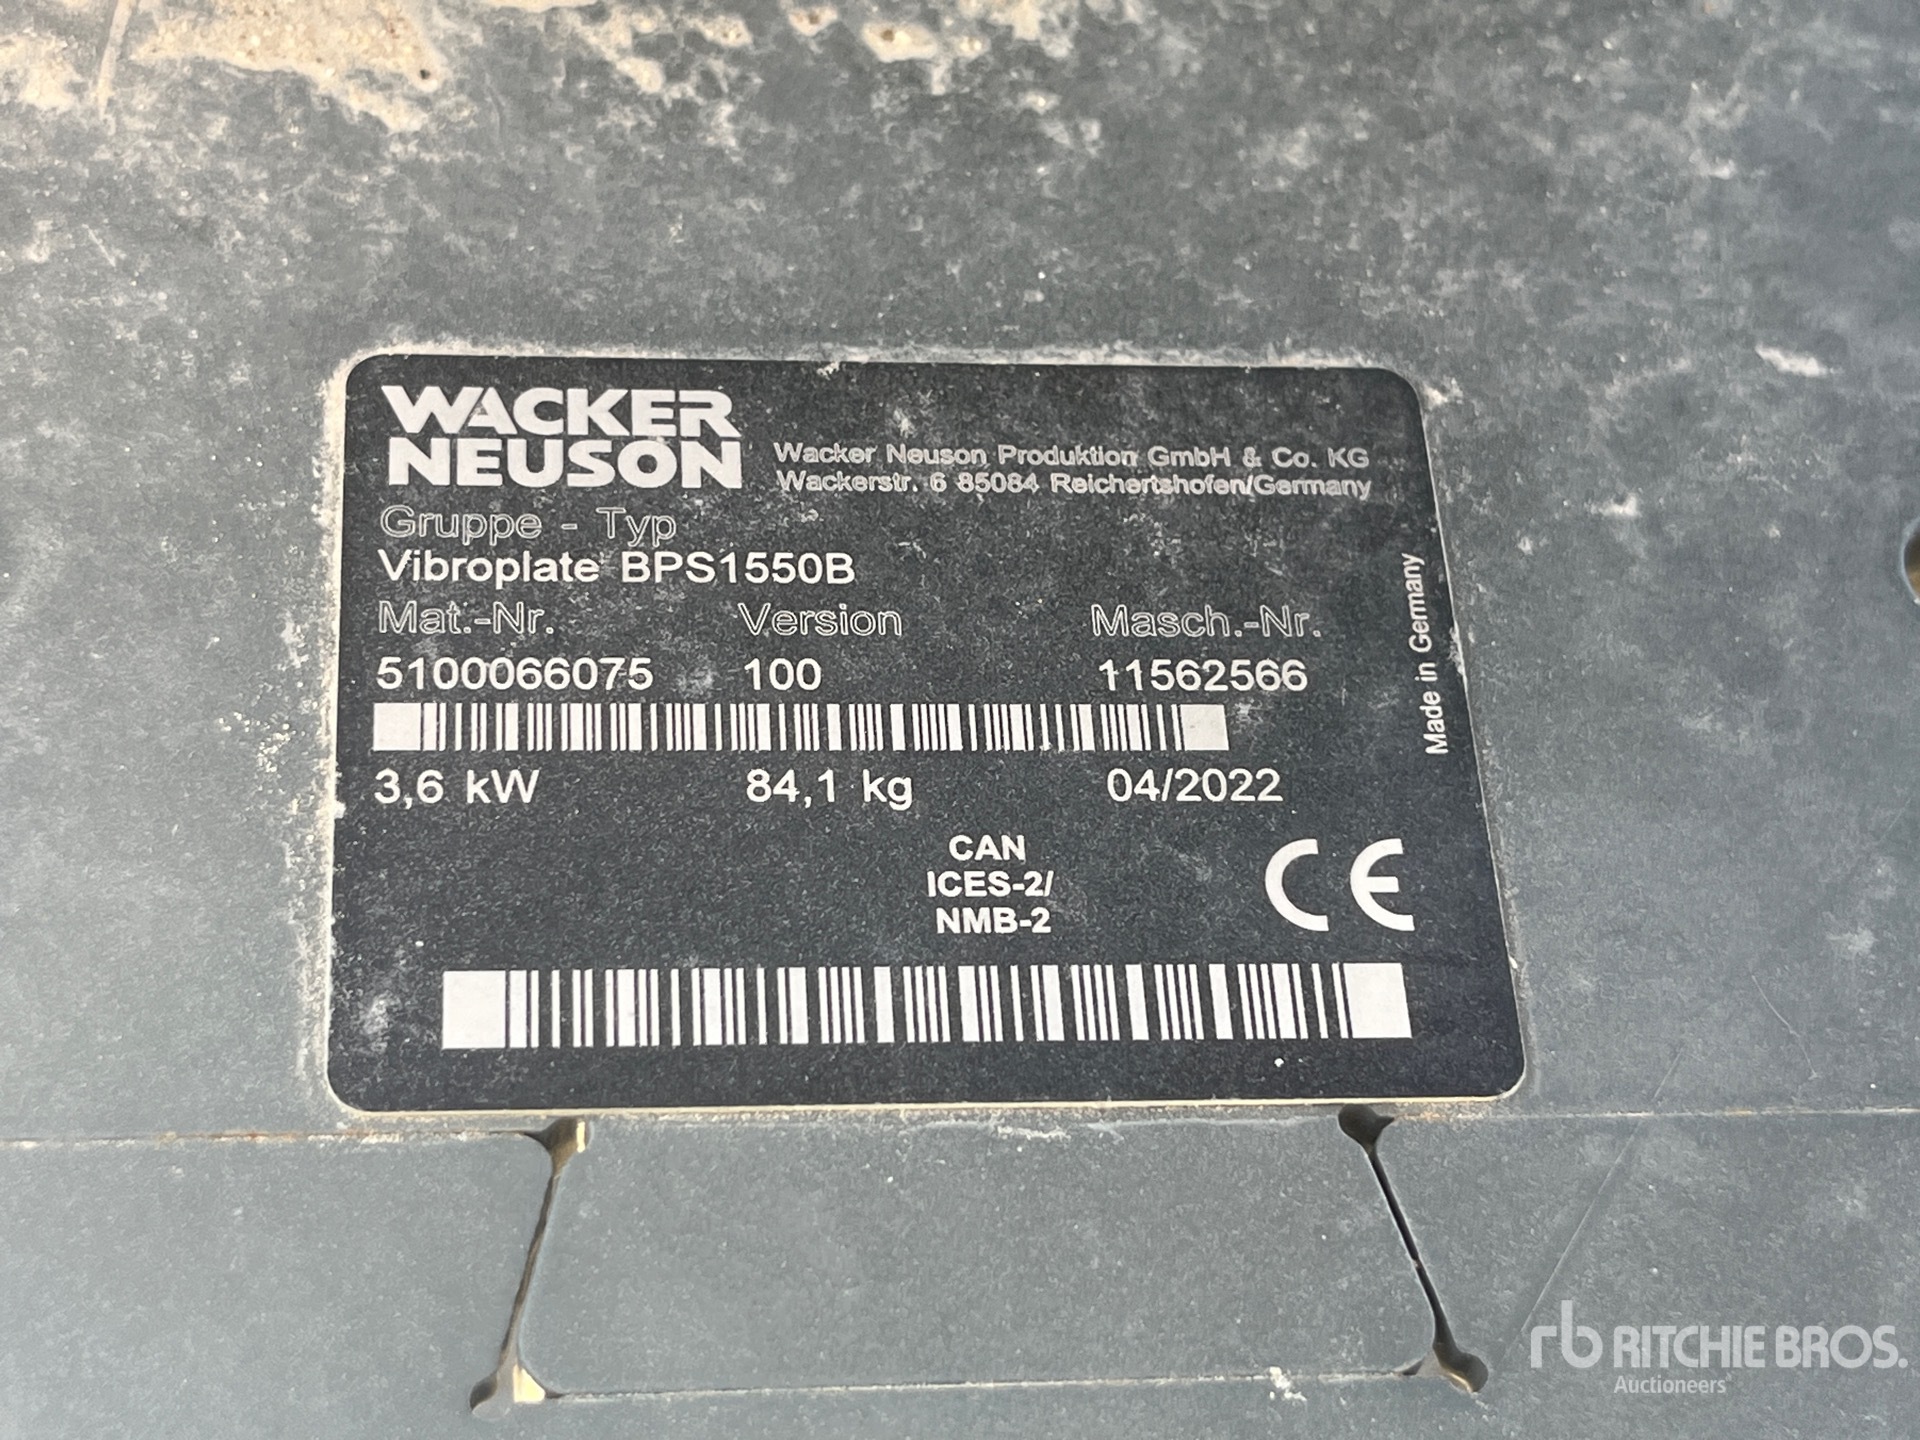 WACKER
NEUSON
Wacker Neuson Produktion GmbH & Co. KG
Wackerstr. 6 85084 Reichertshofen/Germany
Gruppe - Typ
Vibroplate BPS1550B
Mat.-Nr. Version Masch.-Nr.
5100066075 100 11562566
3,6 kW 84,1 kg 04/2022
Made in Germany
CAN
ICES-2/
NMB-2
CE
rb RITCHIE BROS.
Auctioneers